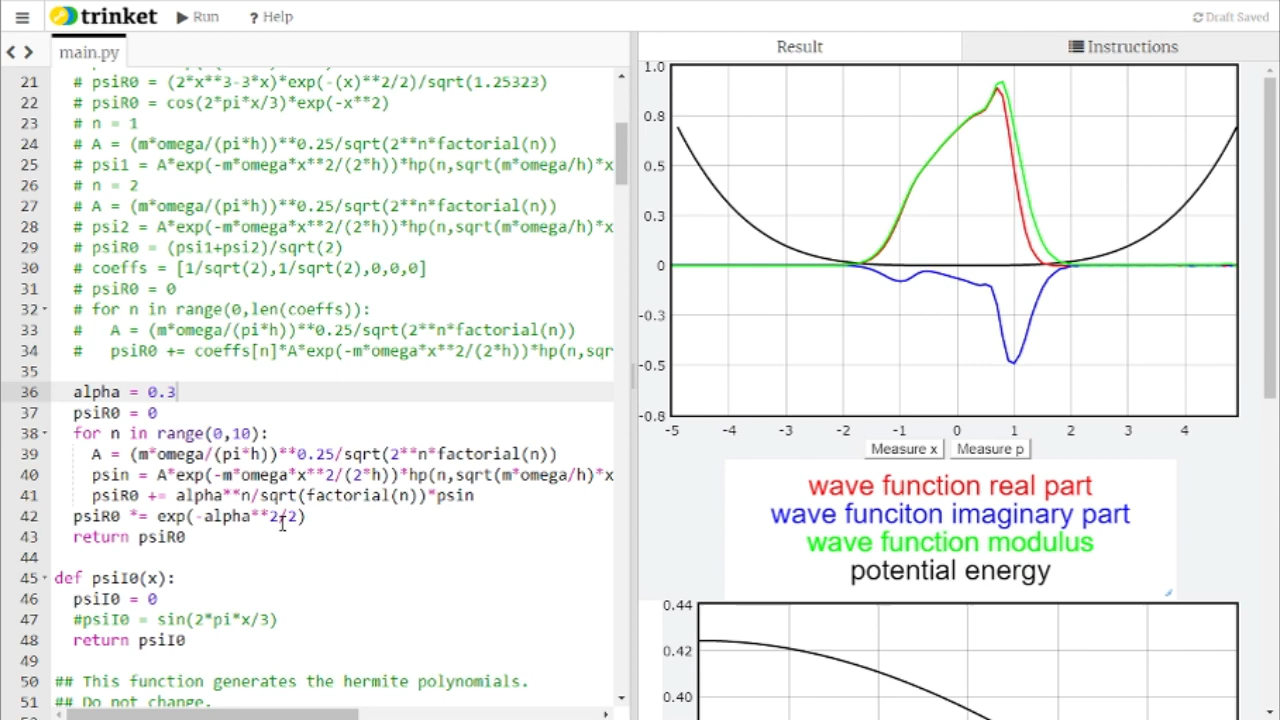 trinket
Run
? Help
Draft Saved
main.py
21 # psiR0 = (2*x**3-3*x)*exp(-(x)**2/2)/sqrt(1.25323)
22 # psiR0 = cos(2*pi*x/3)*exp(-x**2)
23 # n = 1
24 # A = (m*omega/(pi*h))**0.25/sqrt(2**n*factorial(n))
25 # psi1 = A*exp(-m*omega*x**2/(2*h))*hp(n,sqrt(m*omega/h)*x
26 # n = 2
27 # A = (m*omega/(pi*h))**0.25/sqrt(2**n*factorial(n))
28 # psi2 = A*exp(-m*omega*x**2/(2*h))*hp(n,sqrt(m*omega/h)*x
29 # psiR0 = (psi1+psi2)/sqrt(2)
30 # coeffs = [1/sqrt(2),1/sqrt(2),0,0,0]
31 # psiR0 = 0
32 # for n in range(0,len(coeffs)):
33 #   A = (m*omega/(pi*h))**0.25/sqrt(2**n*factorial(n))
34 #   psiR0 += coeffs[n]*A*exp(-m*omega*x**2/(2*h))*hp(n,sqr
35
36 alpha = 0.3
37 psiR0 = 0
38 for n in range(0,10):
39 A = (m*omega/(pi*h))**0.25/sqrt(2**n*factorial(n))
40 psin = A*exp(-m*omega*x**2/(2*h))*hp(n,sqrt(m*omega/h)*x
41 psiR0 += alpha**n/sqrt(factorial(n))*psin
42 psiR0 *= exp(-alpha**2/2)
43 return psiR0
44
45 def psiI0(x):
46 psiI0 = 0
47 #psiI0 = sin(2*pi*x/3)
48 return psiI0
49
50 ## This function generates the hermite polynomials.
51 ## Do not change.
Result
Instructions
1.0
0.8
0.5
0.3
0
-0.3
-0.5
-0.8
-5 -4 -3 -2 -1 0 1 2 3 4
Measure x
Measure p
wave function real part
wave funciton imaginary part
wave function modulus
potential energy
0.44
0.42
0.40